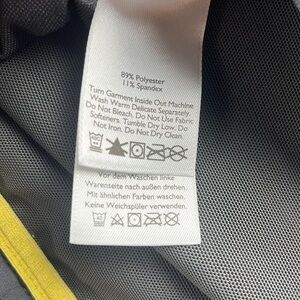 89% Polyester
11% Spandex
Turn Garment Inside Out Machine
Wash Warm Delicate Separately.
Do Not Bleach. Do Not Use Fabric
Softeners. Tumble Dry Low. Do
Not Iron. Do Not Dry Clean
Vor dem Waschen linke
Warenseite nach außen drehen.
Mit ähnlichen Farben waschen.
Keine Weichspüler verwenden.